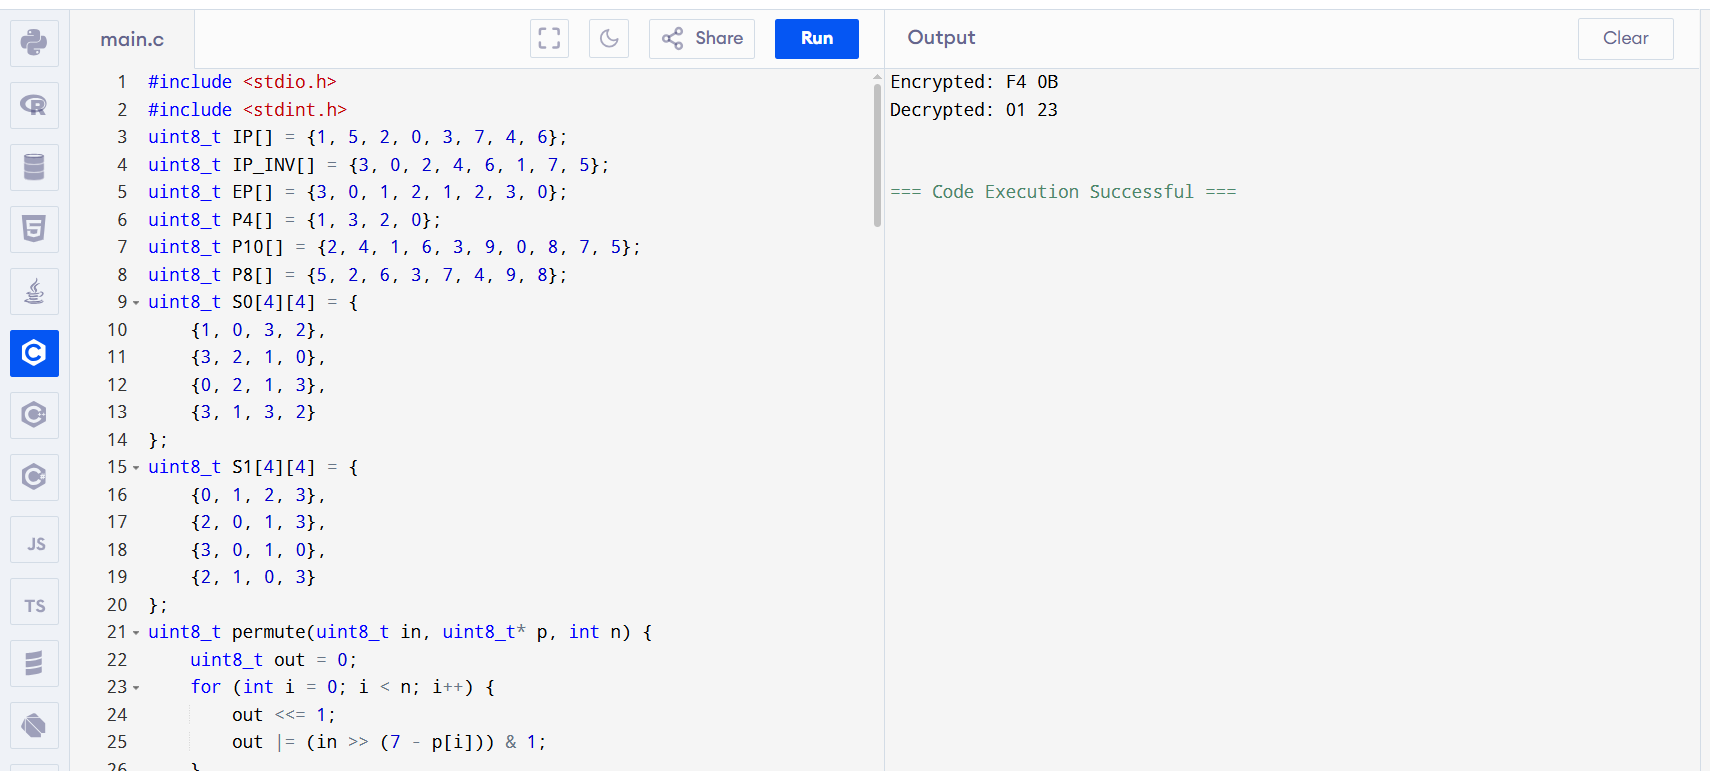 main.c
Share
Run
Output
Clear
1 #include <stdio.h>
2 #include <stdint.h>
3 uint8_t IP[] = {1, 5, 2, 0, 3, 7, 4, 6};
4 uint8_t IP_INV[] = {3, 0, 2, 4, 6, 1, 7, 5};
5 uint8_t EP[] = {3, 0, 1, 2, 1, 2, 3, 0};
6 uint8_t P4[] = {1, 3, 2, 0};
7 uint8_t P10[] = {2, 4, 1, 6, 3, 9, 0, 8, 7, 5};
8 uint8_t P8[] = {5, 2, 6, 3, 7, 4, 9, 8};
9 uint8_t S0[4][4] = {
10 {1, 0, 3, 2},
11 {3, 2, 1, 0},
12 {0, 2, 1, 3},
13 {3, 1, 3, 2}
14 };
15 uint8_t S1[4][4] = {
16 {0, 1, 2, 3},
17 {2, 0, 1, 3},
18 {3, 0, 1, 0},
19 {2, 1, 0, 3}
20 };
21 uint8_t permute(uint8_t in, uint8_t* p, int n) {
22 uint8_t out = 0;
23 for (int i = 0; i < n; i++) {
24 out <<= 1;
25 out |= (in >> (7 - p[i])) & 1;
26 }
Encrypted: F4 0B
Decrypted: 01 23
=== Code Execution Successful ===
R
5
C
C
C
JS
TS